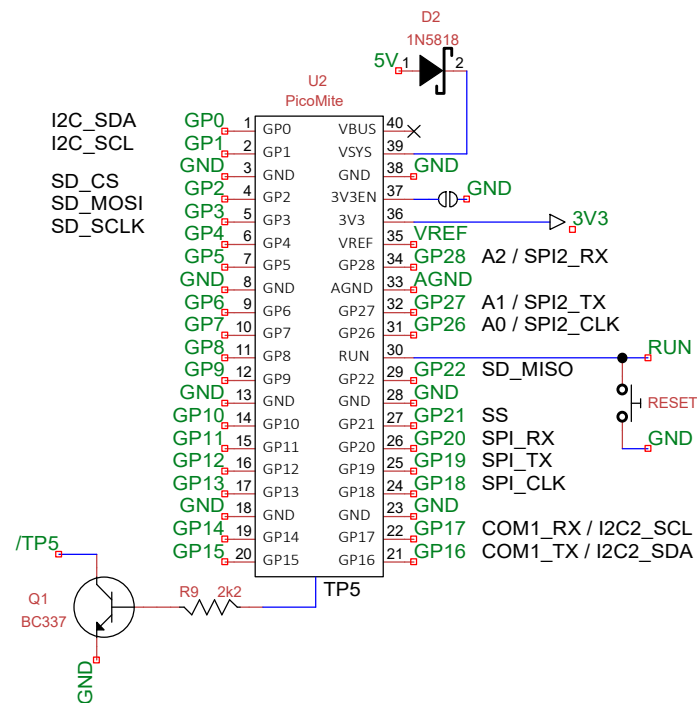 D2
1N5818
5V 1 2
U2
PicoMite
I2C_SDA GP0 1 GP0 VBUS 40
I2C_SCL GP1 2 GP1 VSYS 39
GND 3 GND GND 38 GND
SD_CS GP2 4 GP2 3V3EN 37 GND
SD_MOSI GP3 5 GP3 3V3 36 3V3
SD_SCLK GP4 6 GP4 VREF 35 VREF
GP5 7 GP5 GP28 34 GP28 A2 / SPI2_RX
GND 8 GND AGND 33 AGND
GP6 9 GP6 GP27 32 GP27 A1 / SPI2_TX
GP7 10 GP7 GP26 31 GP26 A0 / SPI2_CLK
GP8 11 GP8 RUN 30 RUN
GP9 12 GP9 GP22 29 GP22 SD_MISO
GND 13 GND GND 28 GND
RESET
GP10 14 GP10 GP21 27 GP21 SS
GP11 15 GP11 GP20 26 GP20 SPI_RX GND
GP12 16 GP12 GP19 25 GP19 SPI_TX
GP13 17 GP13 GP18 24 GP18 SPI_CLK
GND 18 GND GND 23 GND
GP14 19 GP14 GP17 22 GP17 COM1_RX / I2C2_SCL
/TP5 GP15 20 GP15 GP16 21 GP16 COM1_TX / I2C2_SDA
TP5
Q1 R9 2k2
BC337
GND